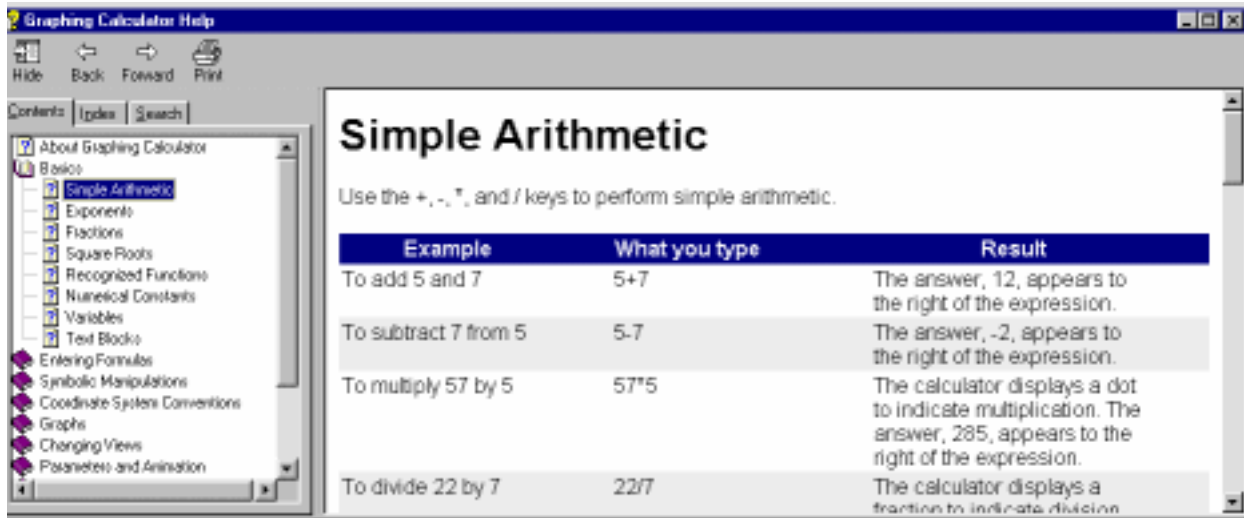 Graphing Calculator Help
Hide Back Forward Print
Contents Index Search
About Graphing Calculator
Basics
Simple Arithmetic
Exponents
Fractions
Square Roots
Recognized Functions
Numerical Constants
Variables
Text Blocks
Entering Formulas
Symbolic Manipulations
Coordinate System Conventions
Graphs
Changing Views
Parameters and Animation
Simple Arithmetic
Use the +, -, *, and / keys to perform simple arithmetic.
Example What you type Result
To add 5 and 7 5+7 The answer, 12, appears to
the right of the expression.
To subtract 7 from 5 5-7 The answer, -2, appears to
the right of the expression.
To multiply 57 by 5 57*5 The calculator displays a dot
to indicate multiplication. The
answer, 285, appears to the
right of the expression.
To divide 22 by 7 22/7 The calculator displays a
fraction to indicate division